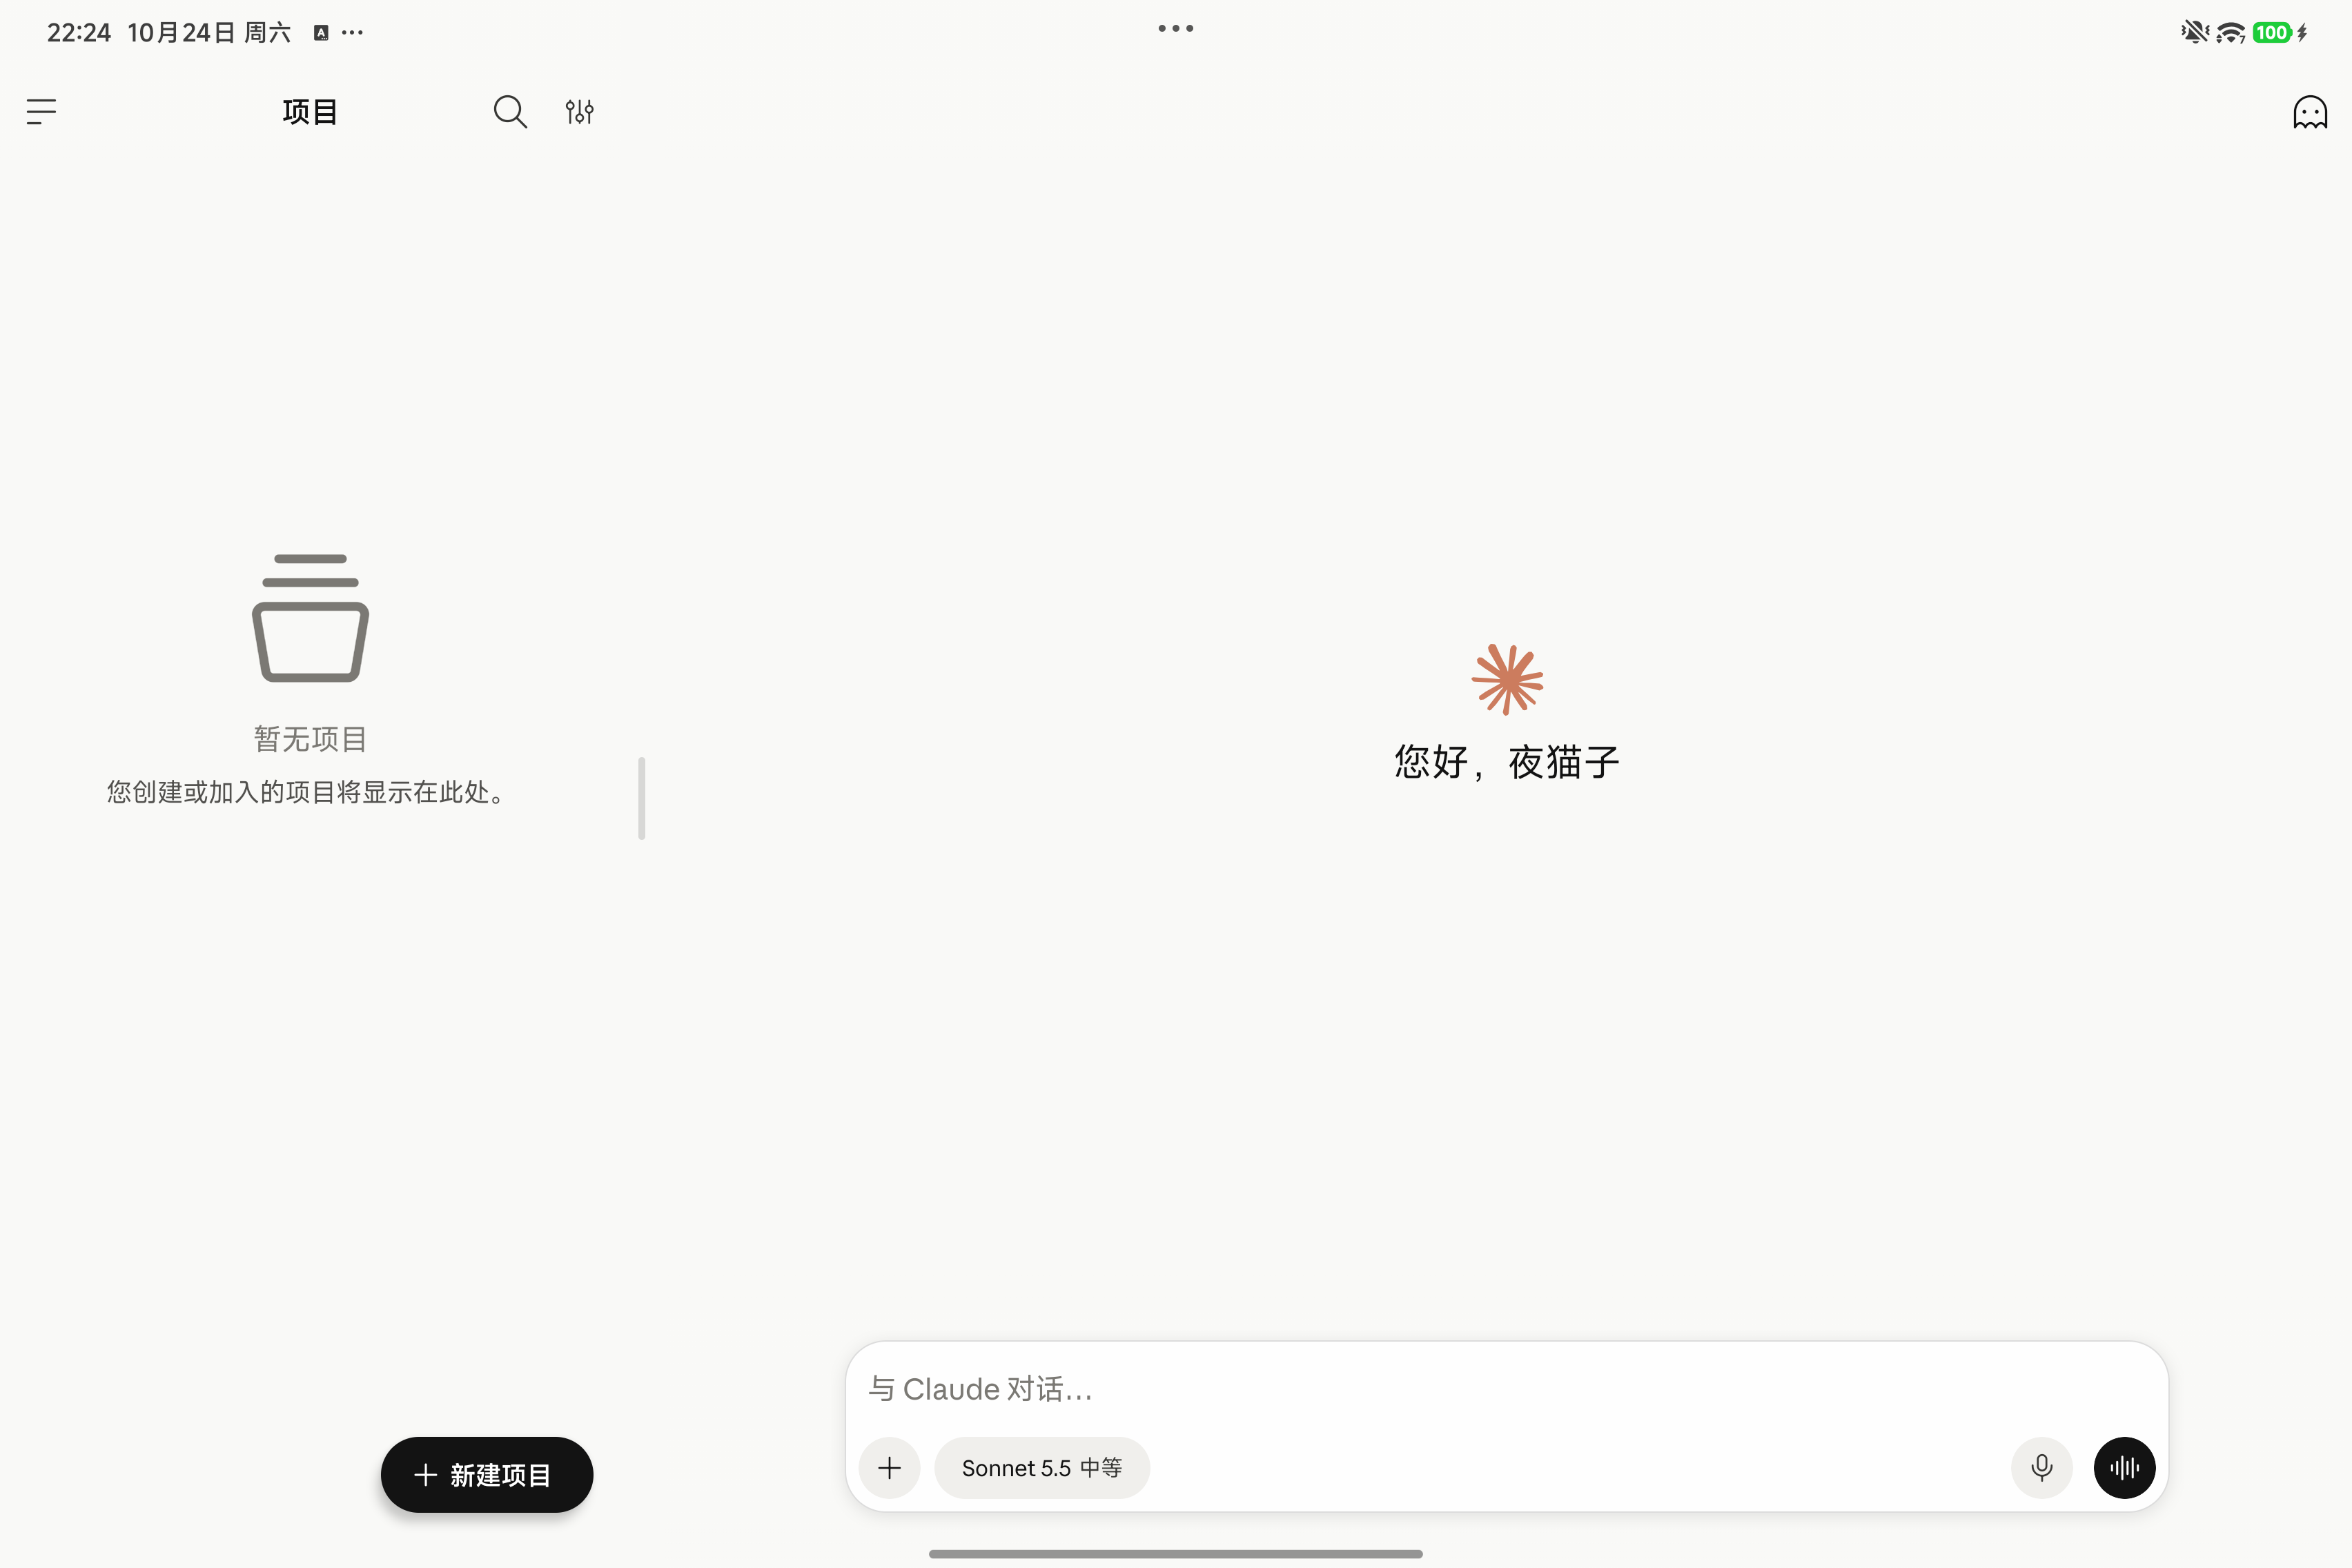 22:24 10月24日 周六
100
项目
暂无项目
您创建或加入的项目将显示在此处。
新建项目
您好，夜猫子
与 Claude 对话...
Sonnet 5.5 中等